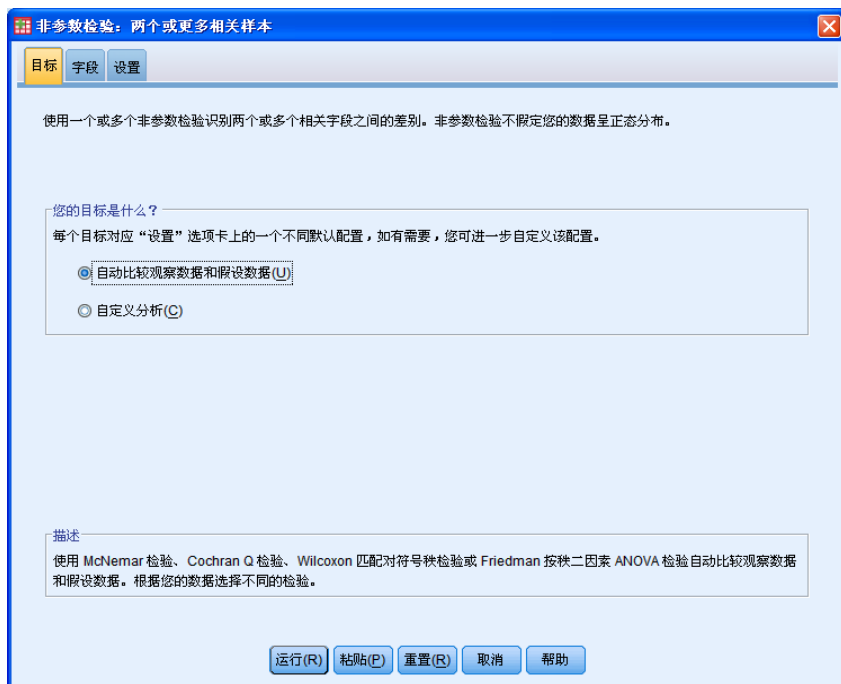 非参数检验：两个或更多相关样本
目标 字段 设置
使用一个或多个非参数检验识别两个或多个相关字段之间的差别。非参数检验不假定您的数据呈正态分布。
您的目标是什么？
每个目标对应“设置”选项卡上的一个不同默认配置，如有需要，您可进一步自定义该配置。
自动比较观察数据和假设数据(U)
自定义分析(C)
描述
使用 McNemar 检验、Cochran Q 检验、Wilcoxon 匹配对符号秩检验或 Friedman 按秩二因素 ANOVA 检验自动比较观察数据
和假设数据。根据您的数据选择不同的检验。
运行(R) 粘贴(P) 重置(R) 取消 帮助